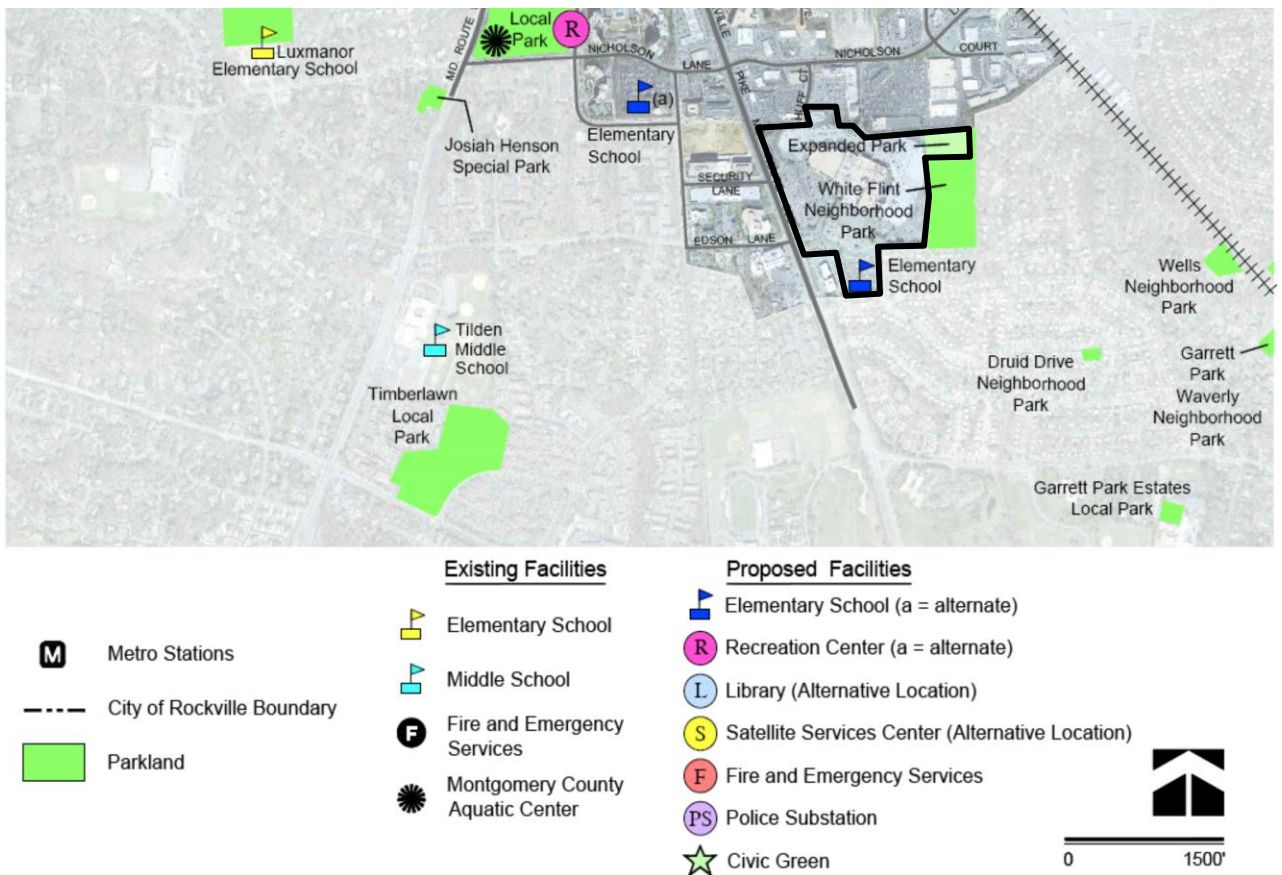 Luxmanor
Elementary School
MD. ROUTE
Local
Park
R
NICHOLSON
LANE
VILLE
PIKE
NICHOLSON
COURT
HUFF CT
(a)
Elementary
School
Josiah Henson
Special Park
SECURITY
LANE
EDSON LANE
Expanded Park
White Flint
Neighborhood
Park
Elementary
School
Wells
Neighborhood
Park
Tilden
Middle
School
Timberlawn
Local
Park
Druid Drive
Neighborhood
Park
Garrett
Park
Waverly
Neighborhood
Park
Garrett Park Estates
Local Park
Existing Facilities
Proposed Facilities
M
Metro Stations
City of Rockville Boundary
Parkland
Elementary School
Middle School
F
Fire and Emergency
Services
Montgomery County
Aquatic Center
Elementary School (a = alternate)
R
Recreation Center (a = alternate)
L
Library (Alternative Location)
S
Satellite Services Center (Alternative Location)
F
Fire and Emergency Services
PS
Police Substation
Civic Green
0
1500'